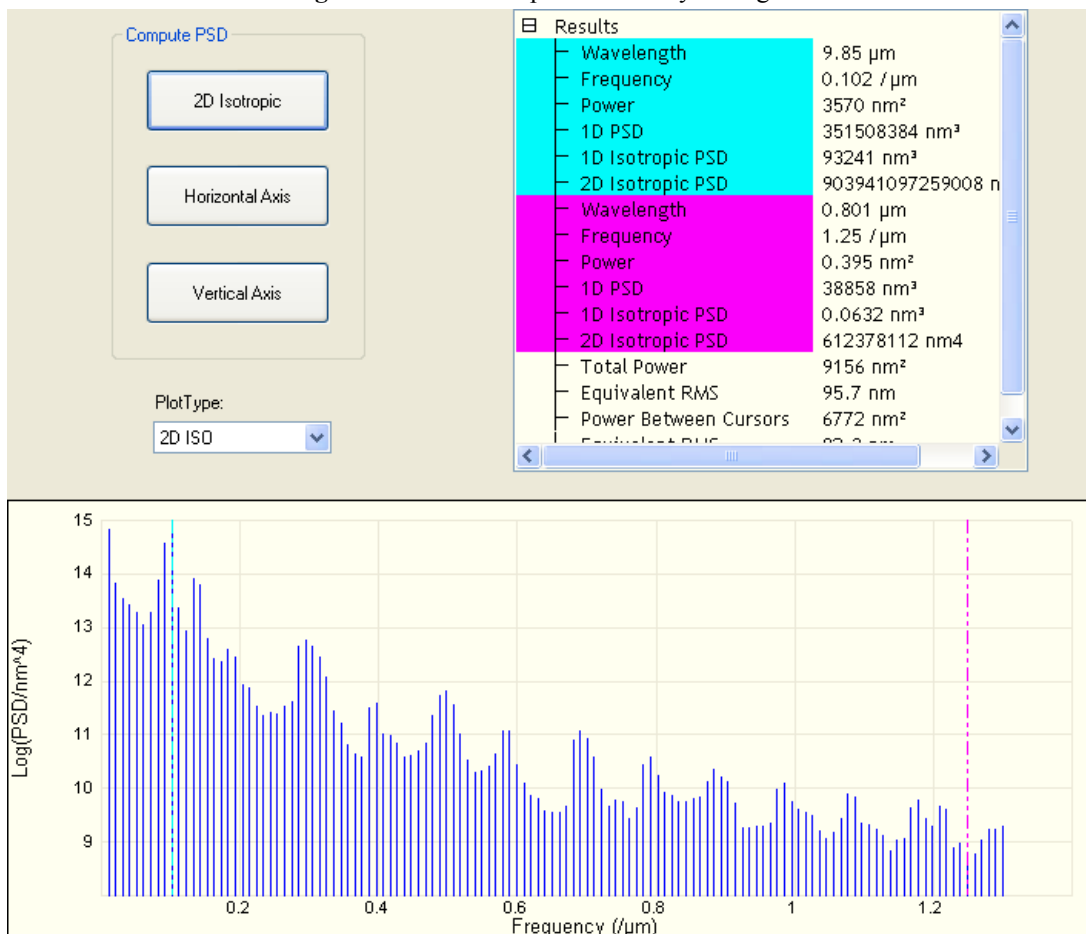 Compute PSD
2D Isotropic
Horizontal Axis
Vertical Axis
PlotType:
2D ISO
Results
Wavelength 9.85 µm
Frequency 0.102 /µm
Power 3570 nm²
1D PSD 351508384 nm³
1D Isotropic PSD 93241 nm³
2D Isotropic PSD 903941097259008 n
Wavelength 0.801 µm
Frequency 1.25 /µm
Power 0.395 nm²
1D PSD 38858 nm³
1D Isotropic PSD 0.0632 nm³
2D Isotropic PSD 612378112 nm4
Total Power 9156 nm²
Equivalent RMS 95.7 nm
Power Between Cursors 6772 nm²
Log(PSD/nm^4)
15
14
13
12
11
10
9
0.2 0.4 0.6 0.8 1 1.2
Frequency (/µm)